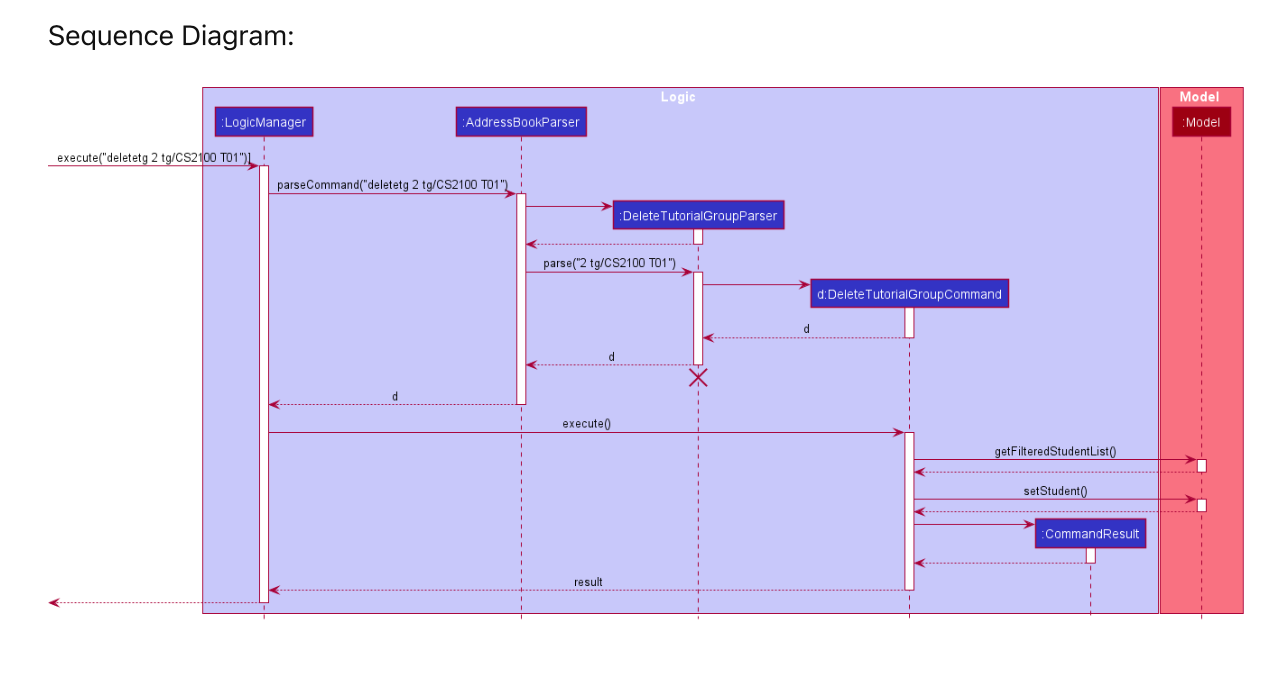 Sequence Diagram:
Logic
Model
:LogicManager
:AddressBookParser
:Model
execute("deletetg 2 tg/CS2100 T01")]
parseCommand("deletetg 2 tg/CS2100 T01")
:DeleteTutorialGroupParser
parse("2 tg/CS2100 T01")
d:DeleteTutorialGroupCommand
d
d
d
execute()
getFilteredStudentList()
setStudent()
:CommandResult
result